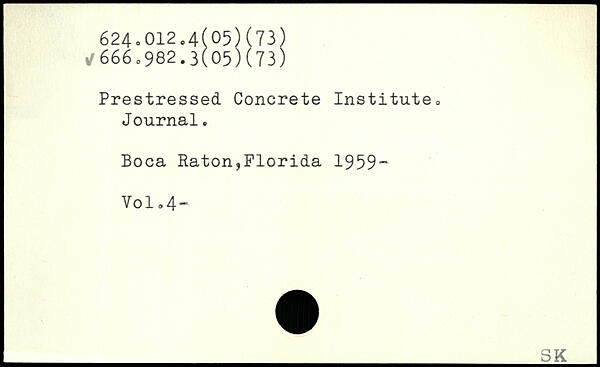 624.012.4(05)(73)
✓666.982.3(05)(73)
Prestressed Concrete Institute.
Journal.
Boca Raton,Florida 1959-
Vol.4-
SK